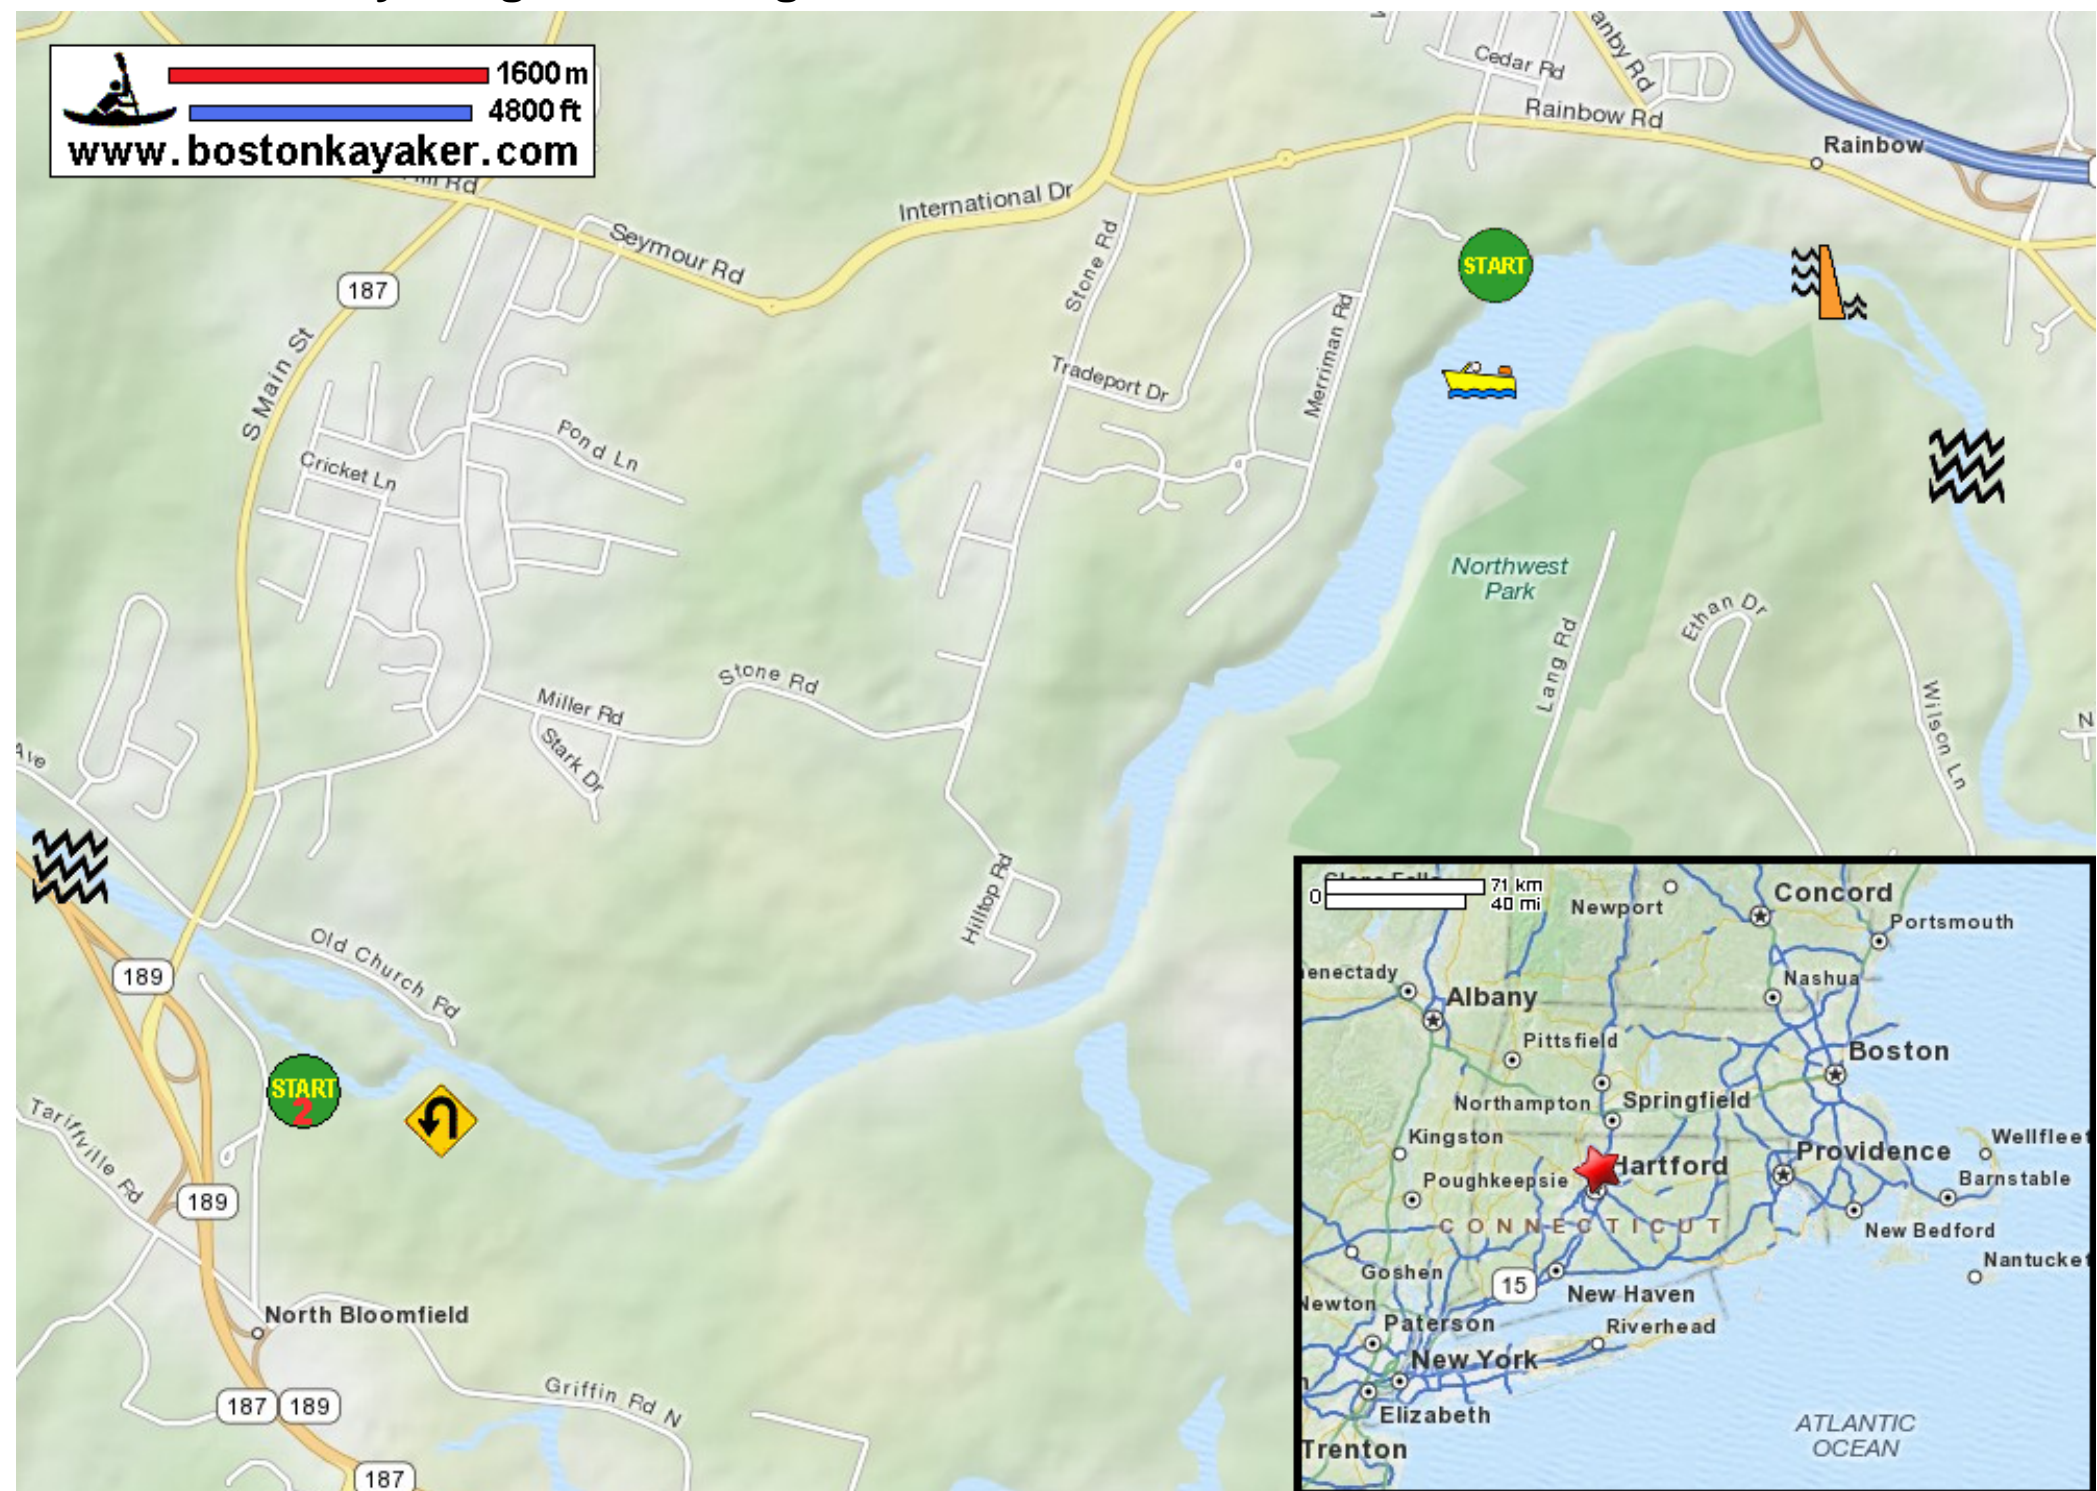 1600 m
4800 ft
www.bostonkayaker.com
Cedar Rd
Rainbow Rd
Rainbow
International Dr
Seymour Rd
Stone Rd
START
187
S Main St
Merriman Rd
Tradeport Dr
Pond Ln
Cricket Ln
Northwest
Park
Ethan Dr
Lang Rd
Stone Rd
Miller Rd
Wilson Ln
Stark Dr
Ave
N
Hilltop Rd
Old Church Rd
189
START
2
Tariffville Rd
189
North Bloomfield
187
189
Griffin Rd N
187
0
71 km
40 mi
Newport
Concord
Portsmouth
Nashua
Albany
Pittsfield
Boston
Northampton
Springfield
Kingston
Wellfleet
Hartford
Providence
Poughkeepsie
Barnstable
CONNECTICUT
New Bedford
Nantucket
Goshen
15
New Haven
Newton
Paterson
Riverhead
New York
Elizabeth
ATLANTIC
OCEAN
Trenton